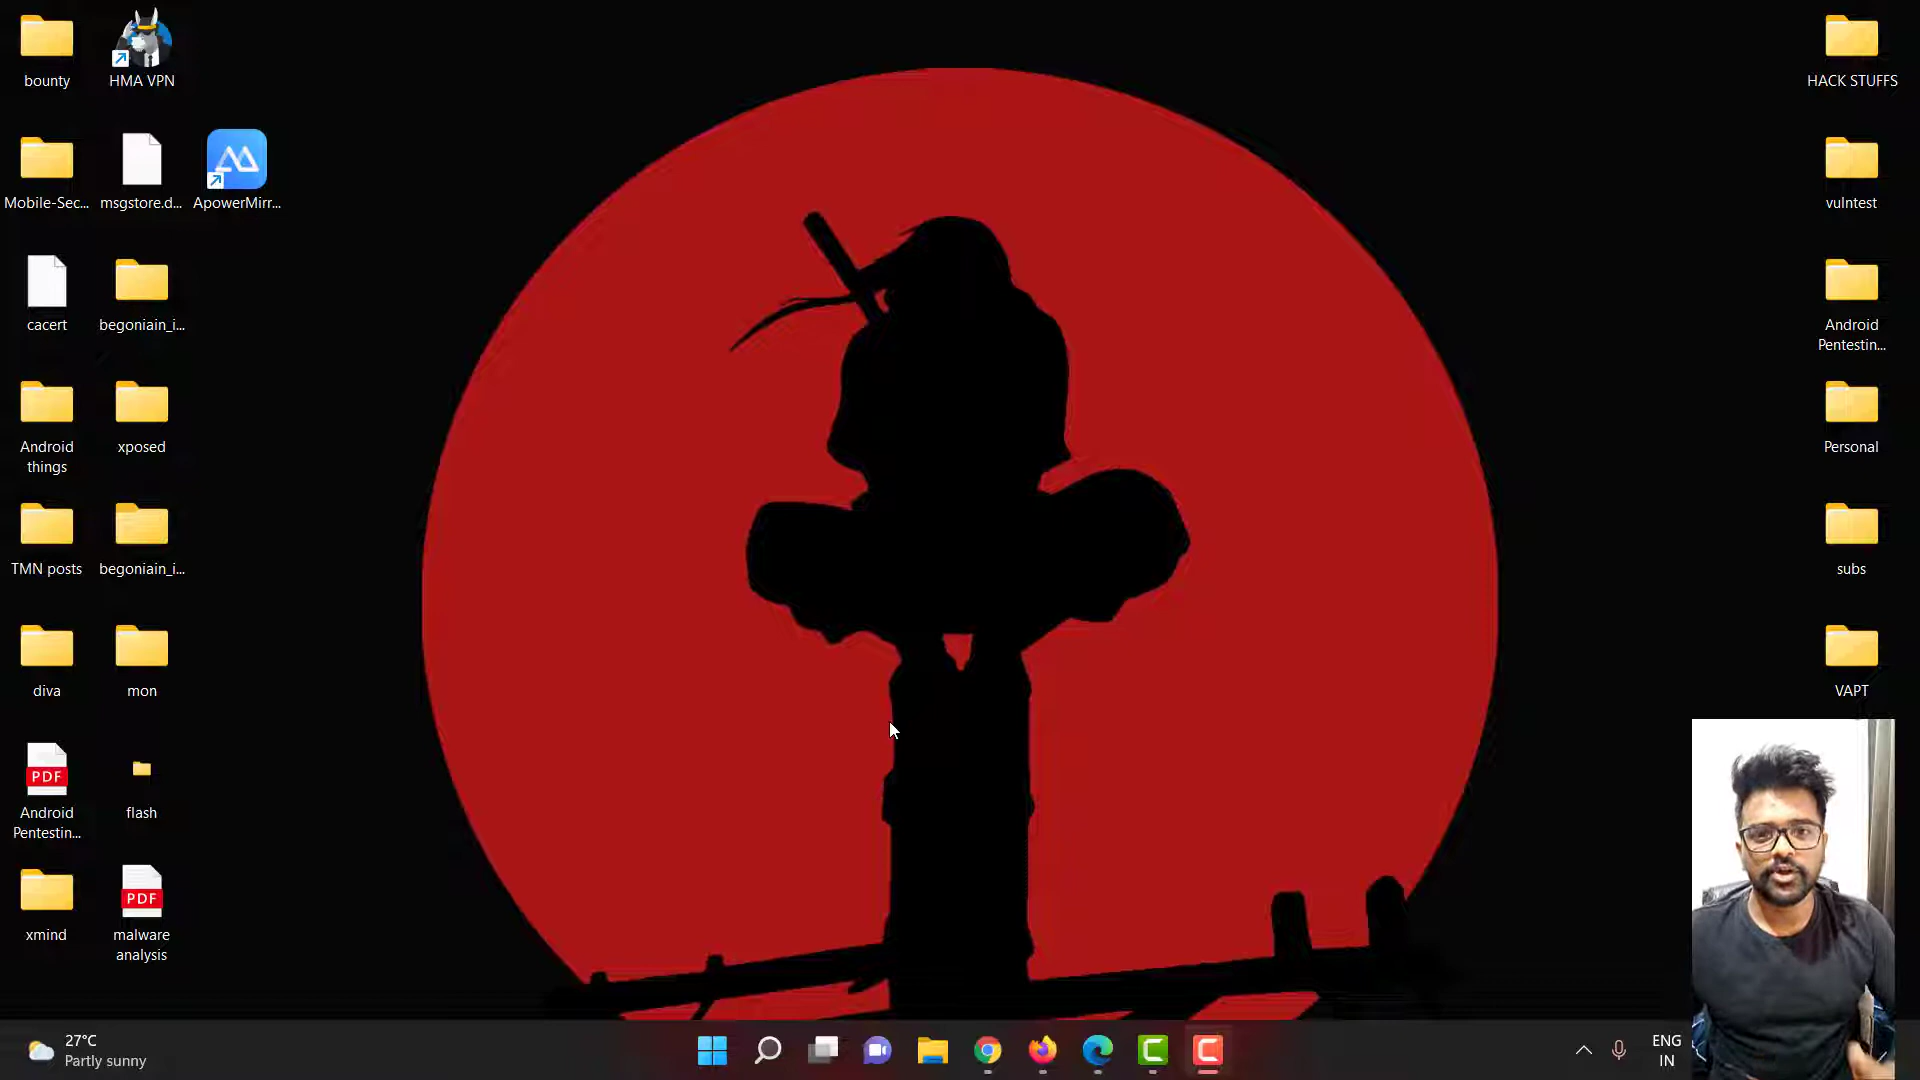 bounty
HMA VPN
HACK STUFFS
Mobile-Sec...
msgstore.d...
ApowerMirr...
vulntest
cacert
begoniain_i...
Android
Pentestin...
Android
things
xposed
Personal
TMN posts
begoniain_i...
subs
diva
mon
VAPT
PDF
Android
Pentestin...
flash
xmind
PDF
malware
analysis
27°C
Partly sunny
ENG
IN